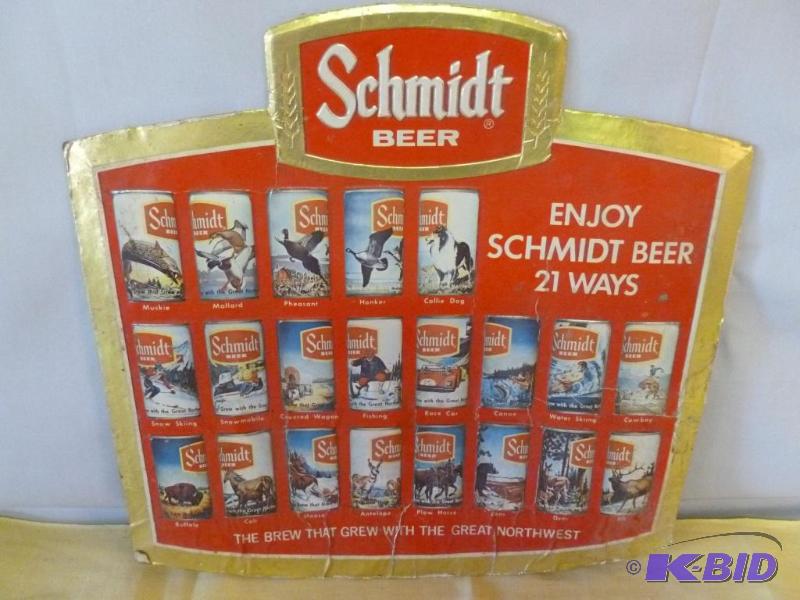 Schmidt®
BEER
ENJOY
SCHMIDT BEER
21 WAYS
Muskie Mallard Pheasant Honker Collie Dog
Snow Skiing Snowmobile Covered Wagon Fishing Race Car Canoe Water Skiing Cowboy
Buffalo Colt Moose Antelope Plow Horse Deer Elk
THE BREW THAT GREW WITH THE GREAT NORTHWEST
© K-BID